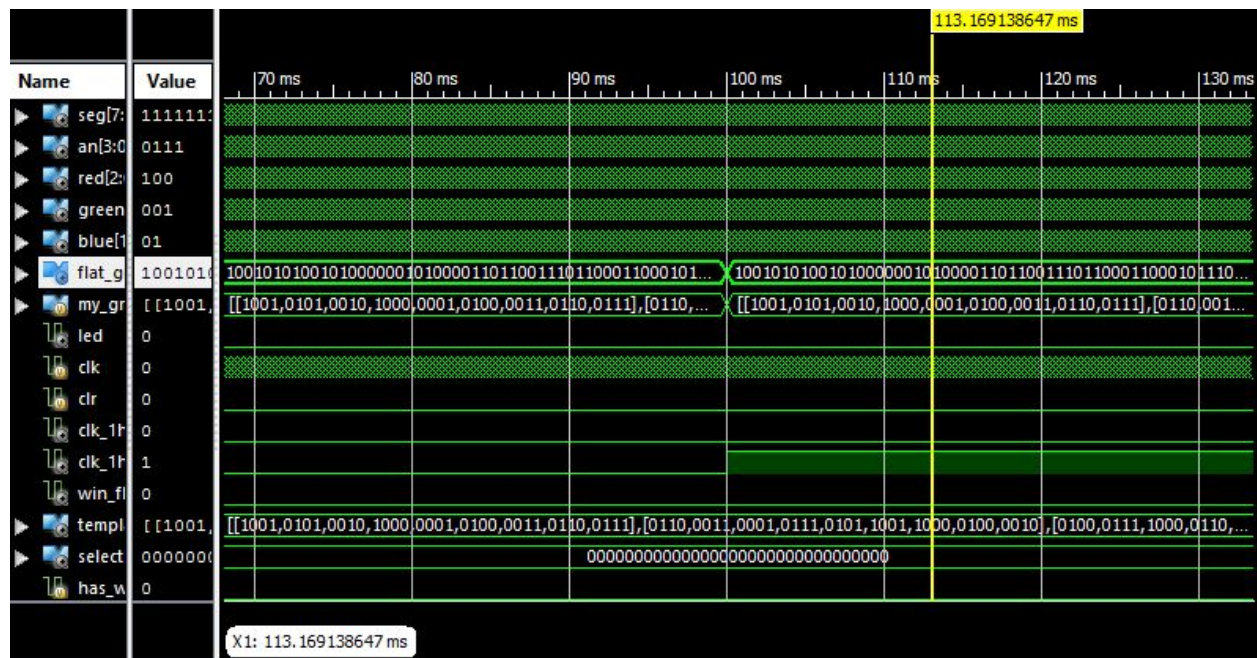 113.169138647 ms
Name Value |70 ms |80 ms |90 ms |100 ms |110 ms |120 ms |130 ms
seg[7: 1111111
an[3:0 0111
red[2: 100
green 001
blue[1 01
flat_g 1001010 1001010100101000000101000011011001110110001100010 1... 1001010100101000000101000011011001110110001100010 1110...
my_gr [[1001, [[1001,0101,0010,1000,0001,0100,0011,0110,0111],[0110,... [[1001,0101,0010,1000,0001,0100,0011,0110,0111],[0110,001...
led 0
clk 0
clr 0
clk_1h 0
clk_1h 1
win_fl 0
templ [[1001, [[1001,0101,0010,1000,0001,0100,0011,0110,0111],[0110,0011,0001,0111,0101,1001,1000,0100,0010],[0100,0111,1000,0110,...
select 0000000 00000000000000000000000000000000
has_w 0
X1: 113.169138647 ms